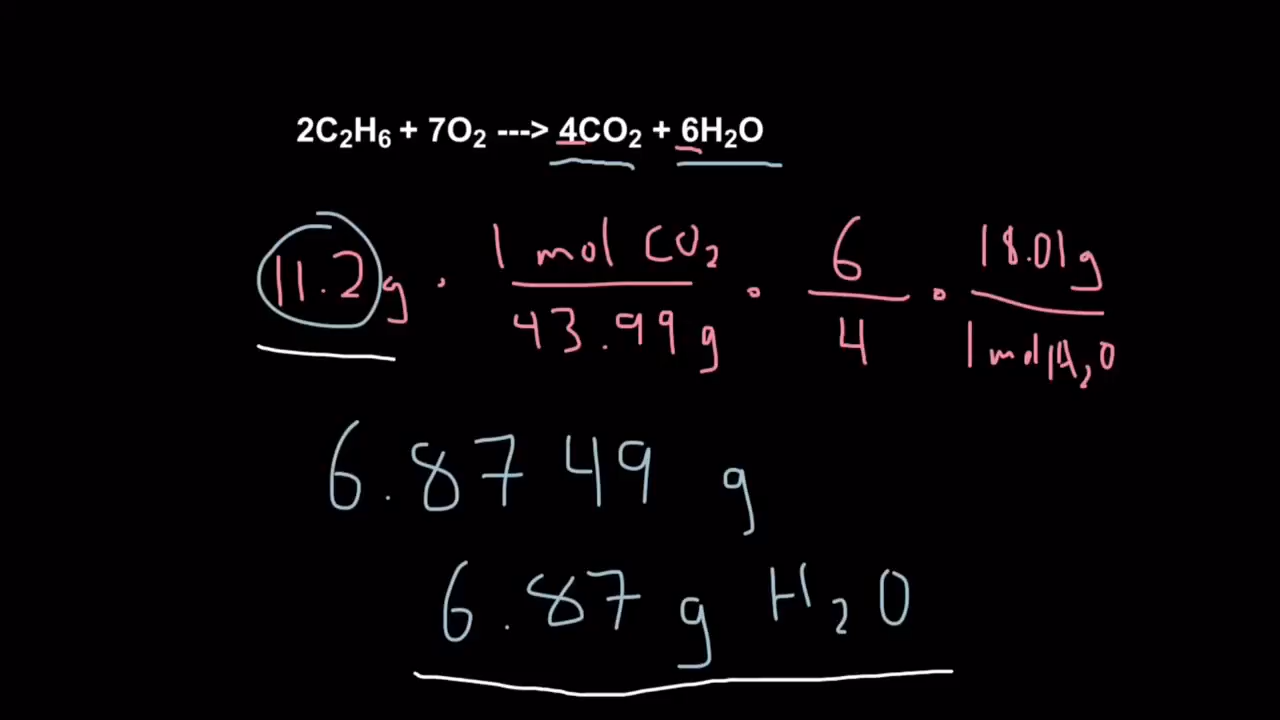 2C₂H₆ + 7O₂ ---> 4CO₂ + 6H₂O
11.2g · 1 mol CO₂ / 43.99g · 6 / 4 · 18.01g / 1 mol H₂O
6.8749 g
6.87 g H₂O